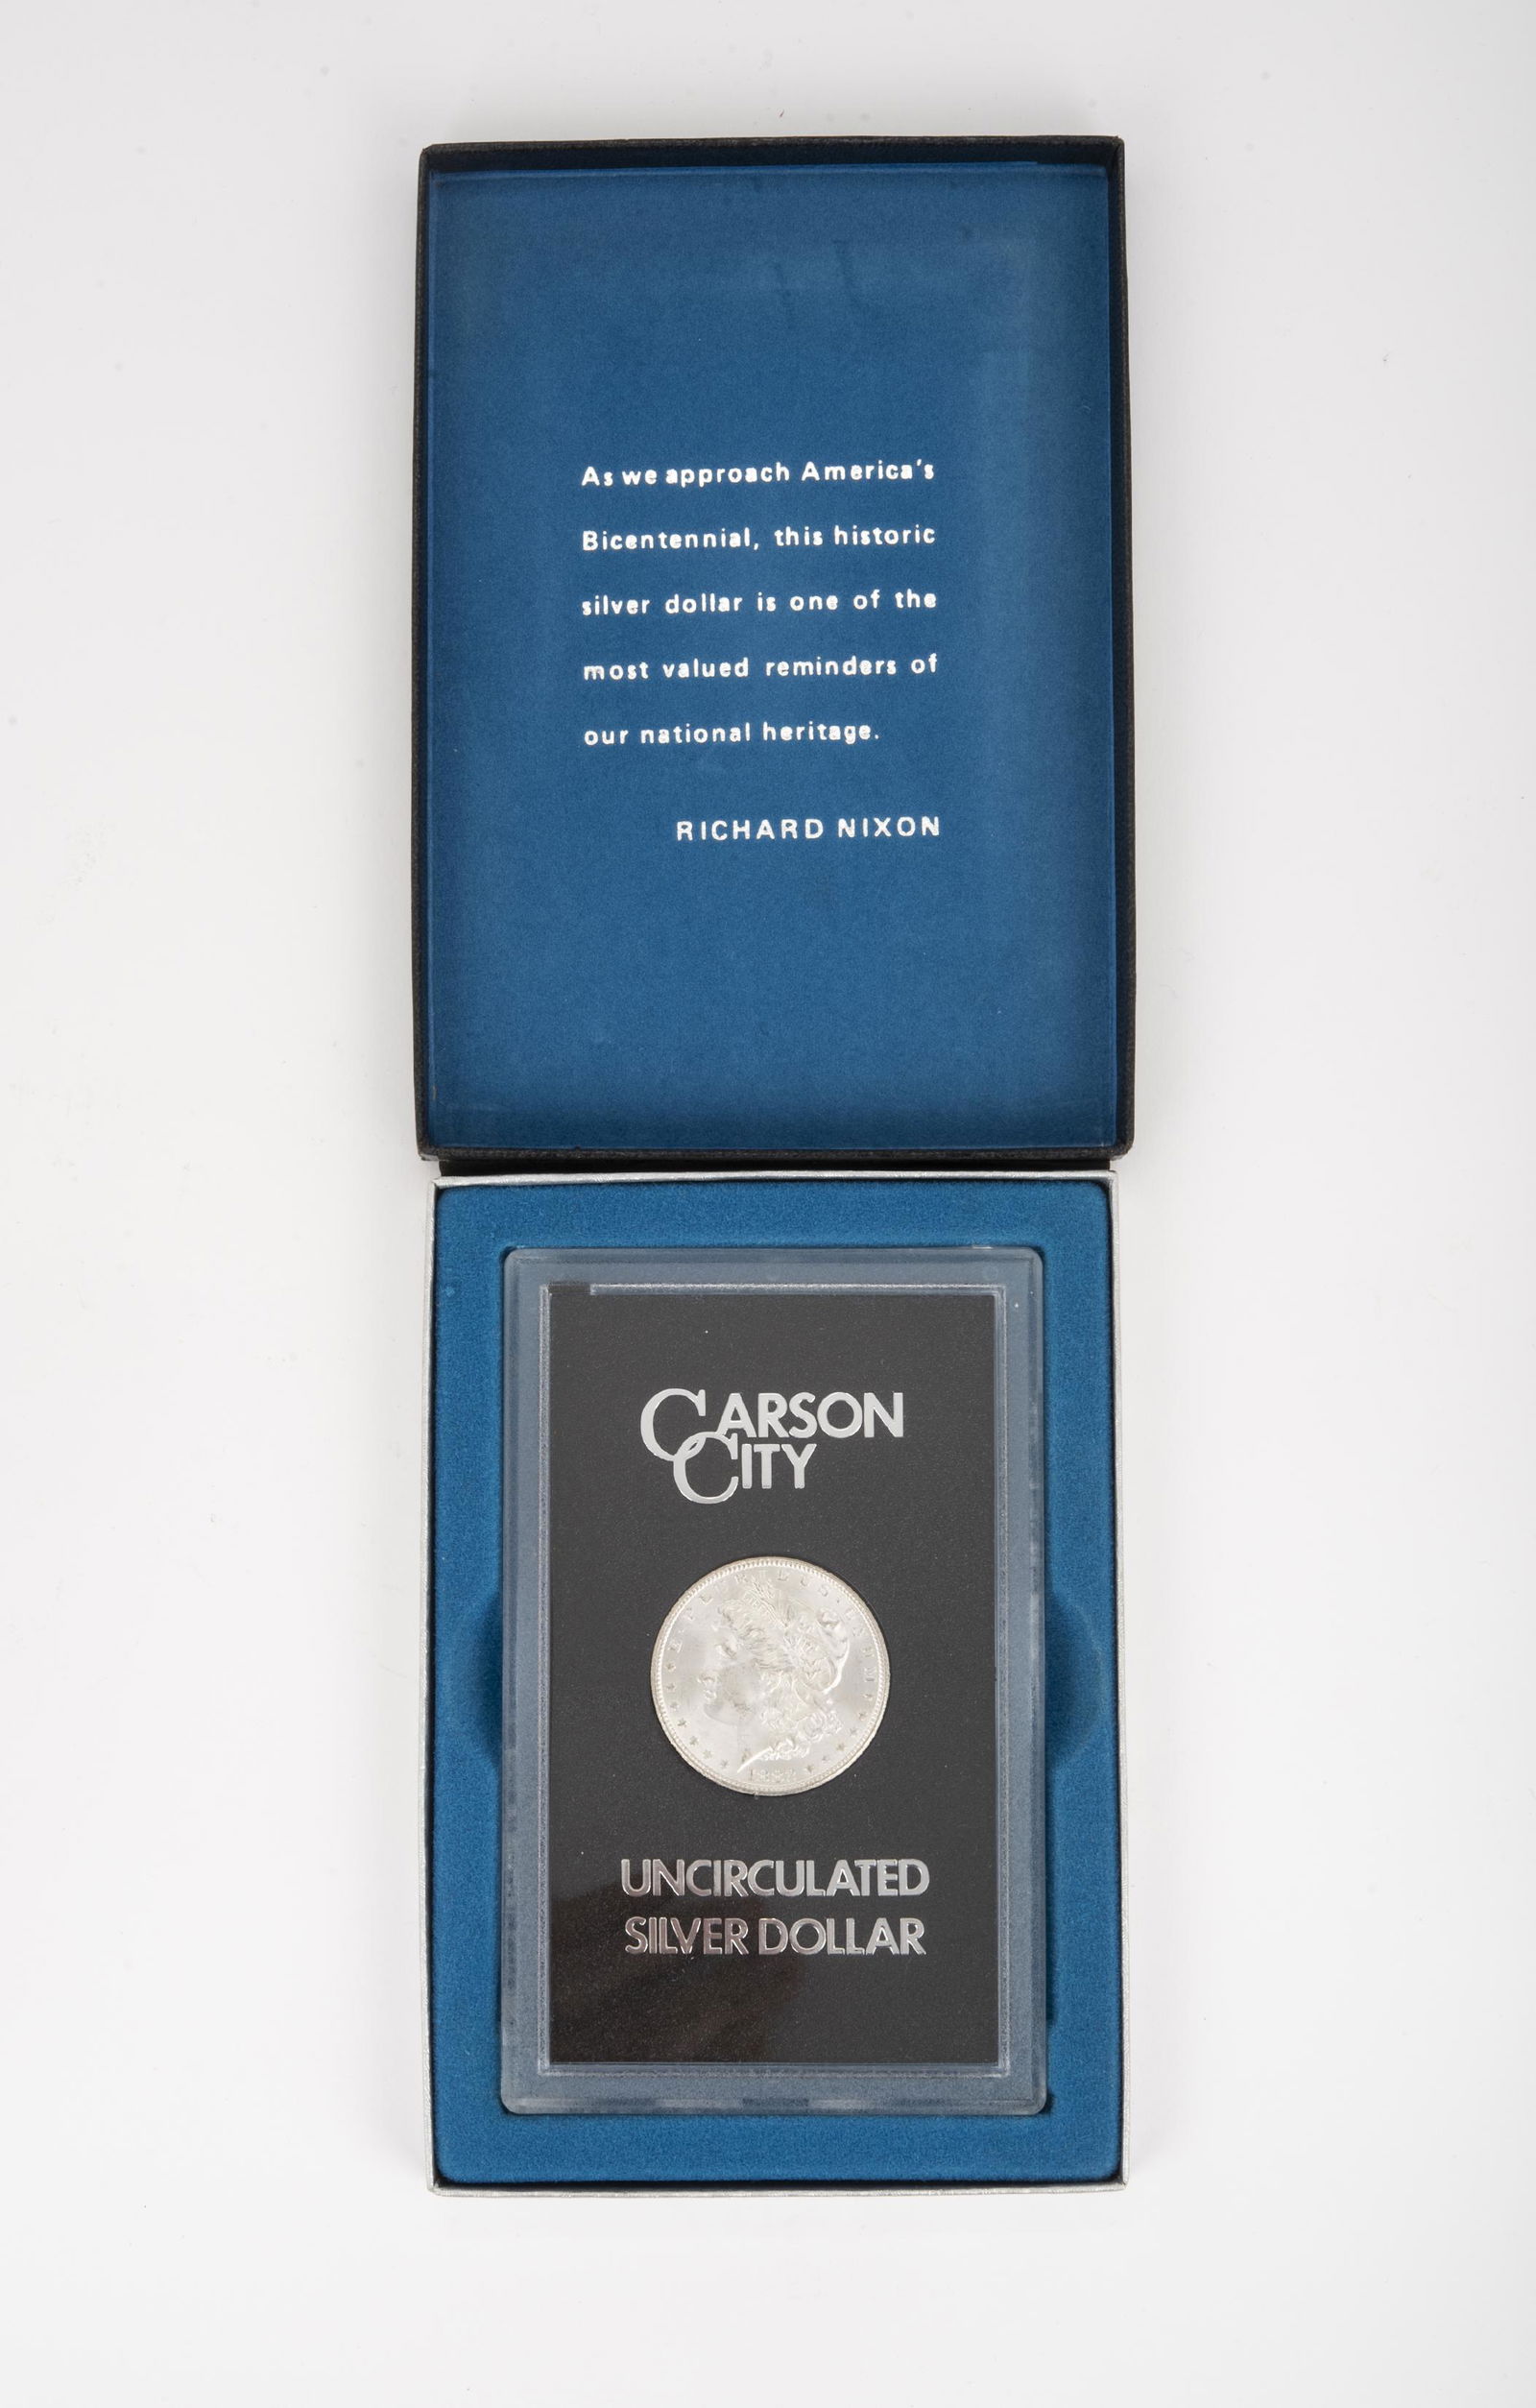 As we approach America's
Bicentennial, this historic
silver dollar is one of the
most valued reminders of
our national heritage.
RICHARD NIXON
CARSON
CITY
UNCIRCULATED
SILVER DOLLAR